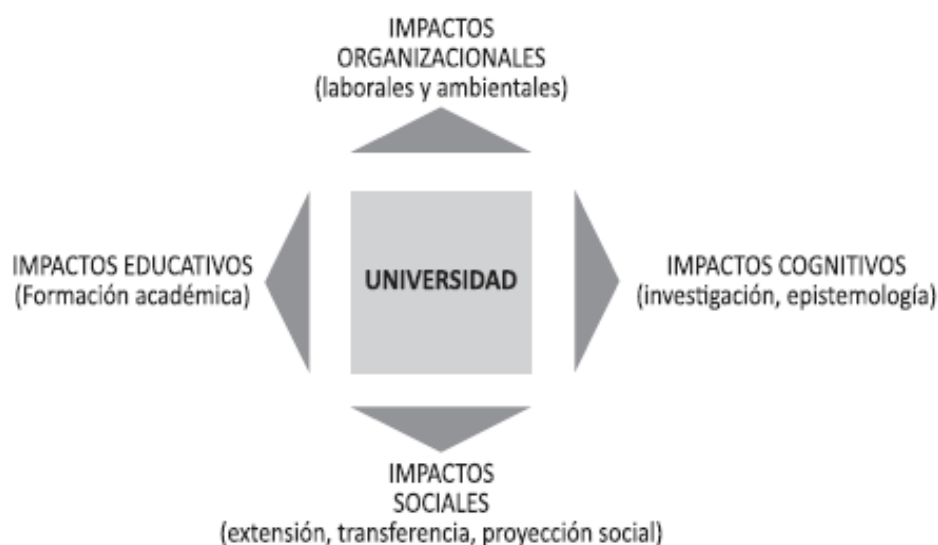 IMPACTOS
ORGANIZACIONALES
(laborales y ambientales)
IMPACTOS EDUCATIVOS
(Formación académica)
UNIVERSIDAD
IMPACTOS COGNITIVOS
(investigación, epistemología)
IMPACTOS
SOCIALES
(extensión, transferencia, proyección social)